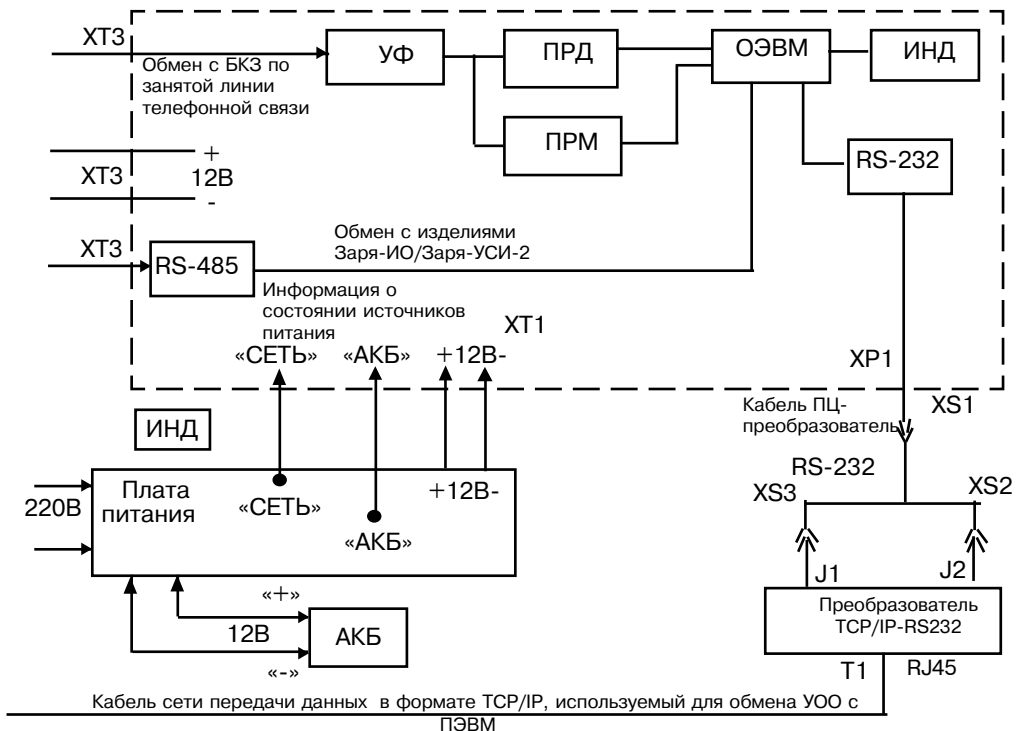 ХТ3
УФ
ПРД
ОЭВМ
ИНД
Обмен с БКЗ по
занятой линии
телефонной связи
ПРМ
RS-232
+
ХТ3
12В
-
ХТ3
RS-485
Обмен с изделиями
Заря-ИО/Заря-УСИ-2
Информация о
состоянии источников
питания
ХТ1
«СЕТЬ»
«АКБ»
+12В-
ХР1
ИНД
Кабель ПЦ-
преобразователь
XS1
RS-232
220В
Плата
питания
«СЕТЬ»
«АКБ»
+12В-
XS3
XS2
J1
J2
«+»
12В
«-»
АКБ
Преобразователь
TCP/IP-RS232
Т1
RJ45
Кабель сети передачи данных в формате TCP/IP, используемый для обмена УОО с
ПЭВМ